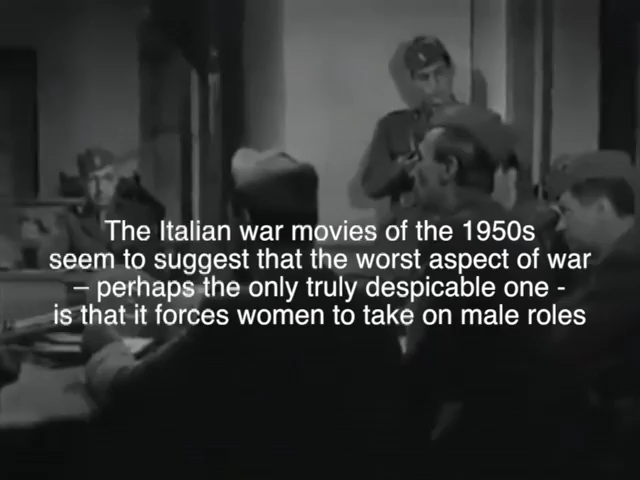 The Italian war movies of the 1950s
seem to suggest that the worst aspect of war
– perhaps the only truly despicable one -
is that it forces women to take on male roles